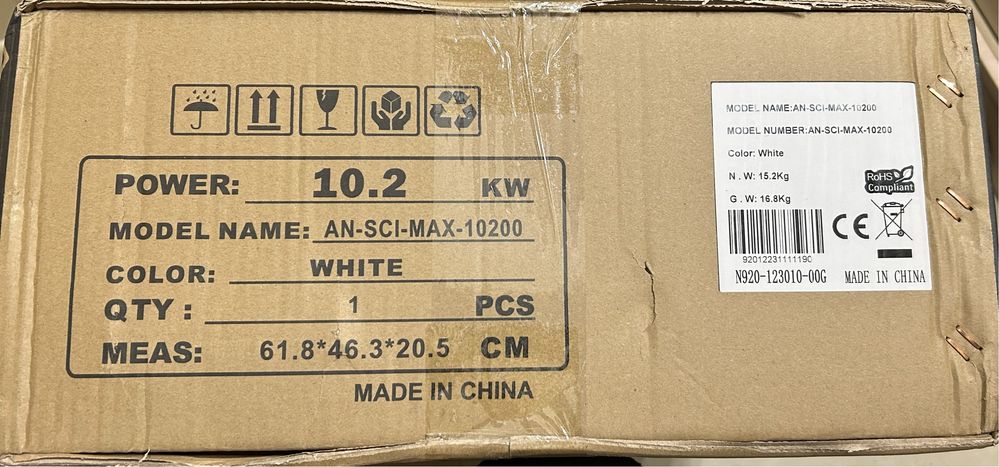 POWER: 10.2 KW
MODEL NAME: AN-SCI-MAX-10200
COLOR: WHITE
QTY : 1 PCS
MEAS: 61.8*46.3*20.5 CM
MADE IN CHINA
MODEL NAME:AN-SCI-MAX-10200
MODEL NUMBER:AN-SCI-MAX-10200
Color: White
N . W: 15.2Kg
G . W: 16.8Kg
RoHS
Compliant
CE
92012231111190
N920-123010-00G MADE IN CHINA